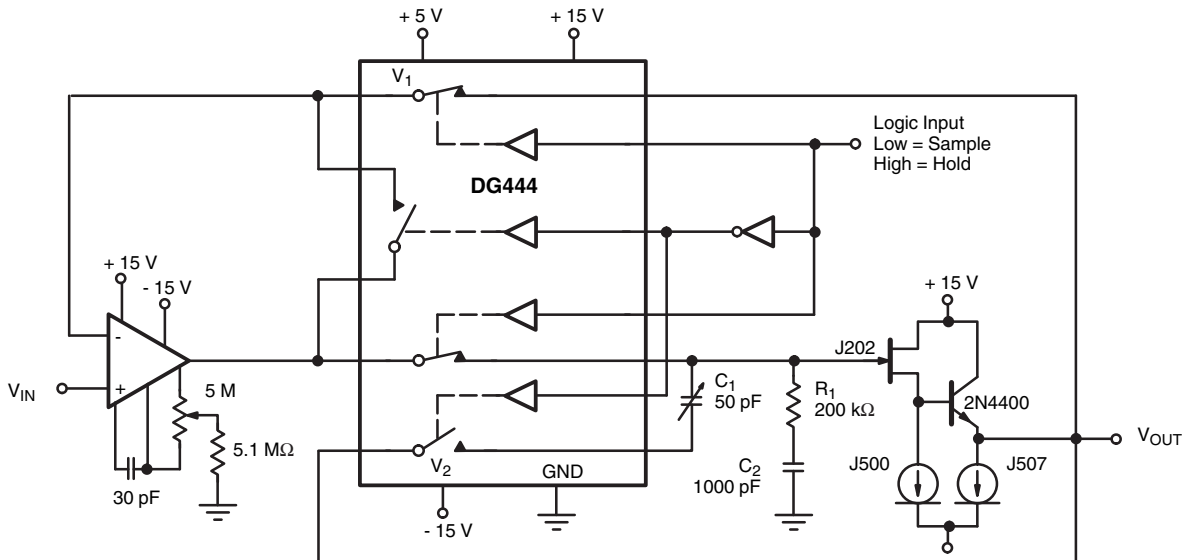 + 5 V
+ 15 V
V1
Logic Input
Low = Sample
High = Hold
DG444
+ 15 V
- 15 V
+ 15 V
-
+
VIN
5 M
5.1 MΩ
30 pF
J202
C1
50 pF
R1
200 kΩ
2N4400
VOUT
V2
GND
C2
1000 pF
J500
J507
- 15 V